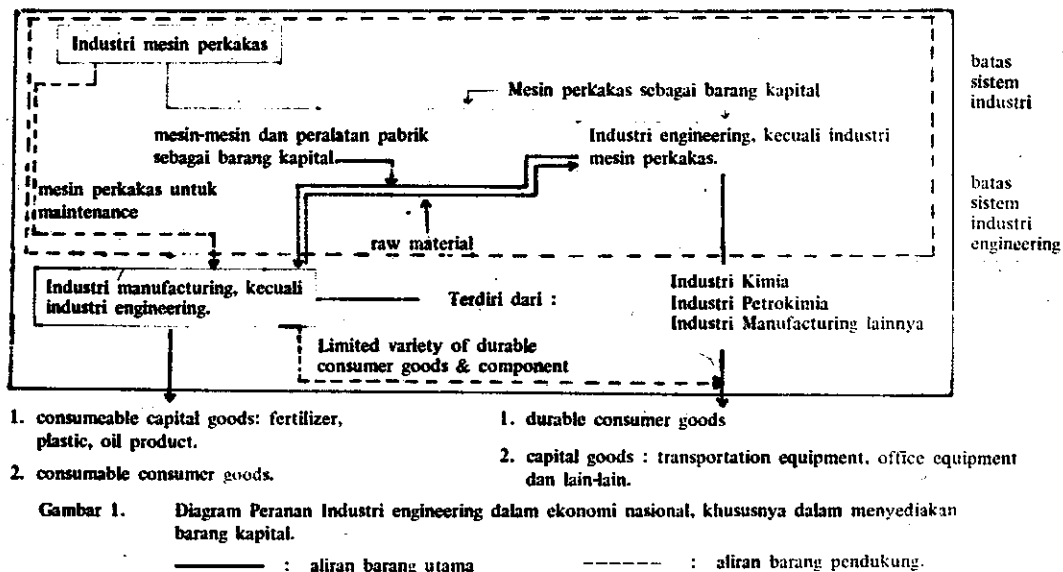 Industri mesin perkakas
batas
sistem
industri
Mesin perkakas sebagai barang kapital
mesin-mesin dan peralatan pabrik
sebagai barang kapital.
Industri engineering, kecuali industri
mesin perkakas.
mesin perkakas untuk
maintenance
batas
sistem
industri
engineering
raw material
Industri manufacturing, kecuali
industri engineering.
Terdiri dari :
Industri Kimia
Industri Petrokimia
Industri Manufacturing lainnya
Limited variety of durable
consumer goods & component
1. consumeable capital goods: fertilizer,
plastic, oil product.
2. consumable consumer goods.
1. durable consumer goods
2. capital goods : transportation equipment, office equipment
dan lain-lain.
Gambar 1. Diagram Peranan Industri engineering dalam ekonomi nasional, khususnya dalam menyediakan
barang kapital.
: aliran barang utama
: aliran barang pendukung.